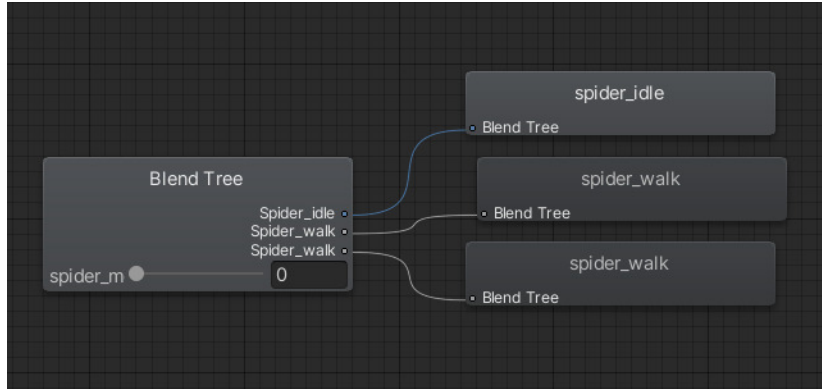 spider_idle
Blend Tree
Blend Tree
spider_walk
Spider_idle
Blend Tree
Spider_walk
Spider_walk
spider_walk
spider_m
0
Blend Tree